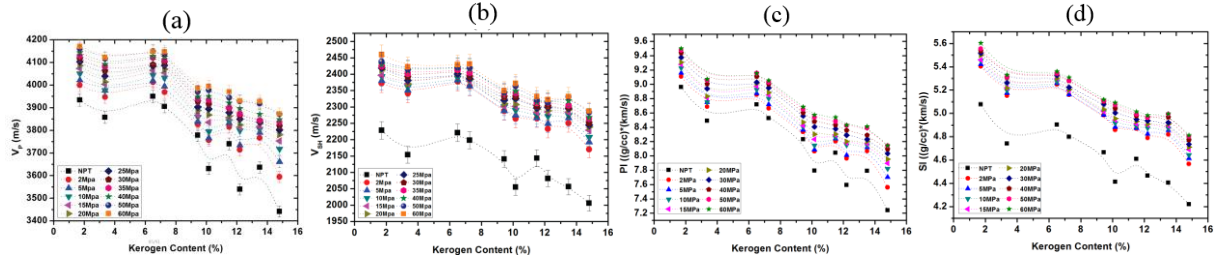 (a)
4200
4100
4000
3900
3800
3700
3600
3500
3400
V_P (m/s)
NPT 25Mpa
2Mpa 30Mpa
5Mpa 35Mpa
10Mpa 40Mpa
15Mpa 50Mpa
20Mpa 60Mpa
0 2 4 6 8 10 12 14 16
Kerogen Content (%)
(b)
2500
2450
2400
2350
2300
2250
2200
2150
2100
2050
2000
1950
V_SH (m/s)
NPT 25Mpa
2Mpa 30Mpa
5Mpa 35Mpa
10Mpa 40Mpa
15Mpa 50Mpa
20Mpa 60Mpa
0 2 4 6 8 10 12 14 16
Kerogen Content (%)
(c)
9.6
9.4
9.2
9.0
8.8
8.6
8.4
8.2
8.0
7.8
7.6
7.4
7.2
PI ((g/cc)*(km/s))
NPT 20MPa
2MPa 30MPa
5MPa 40MPa
10MPa 50MPa
15MPa 60MPa
0 2 4 6 8 10 12 14 16
Kerogen Content (%)
(d)
5.6
5.4
5.2
5.0
4.8
4.6
4.4
4.2
SI ((g/cc)*(km/s))
NPT 20MPa
2MPa 30MPa
5MPa 40MPa
10MPa 50MPa
15MPa 60MPa
0 2 4 6 8 10 12 14 16
Kerogen Content (%)